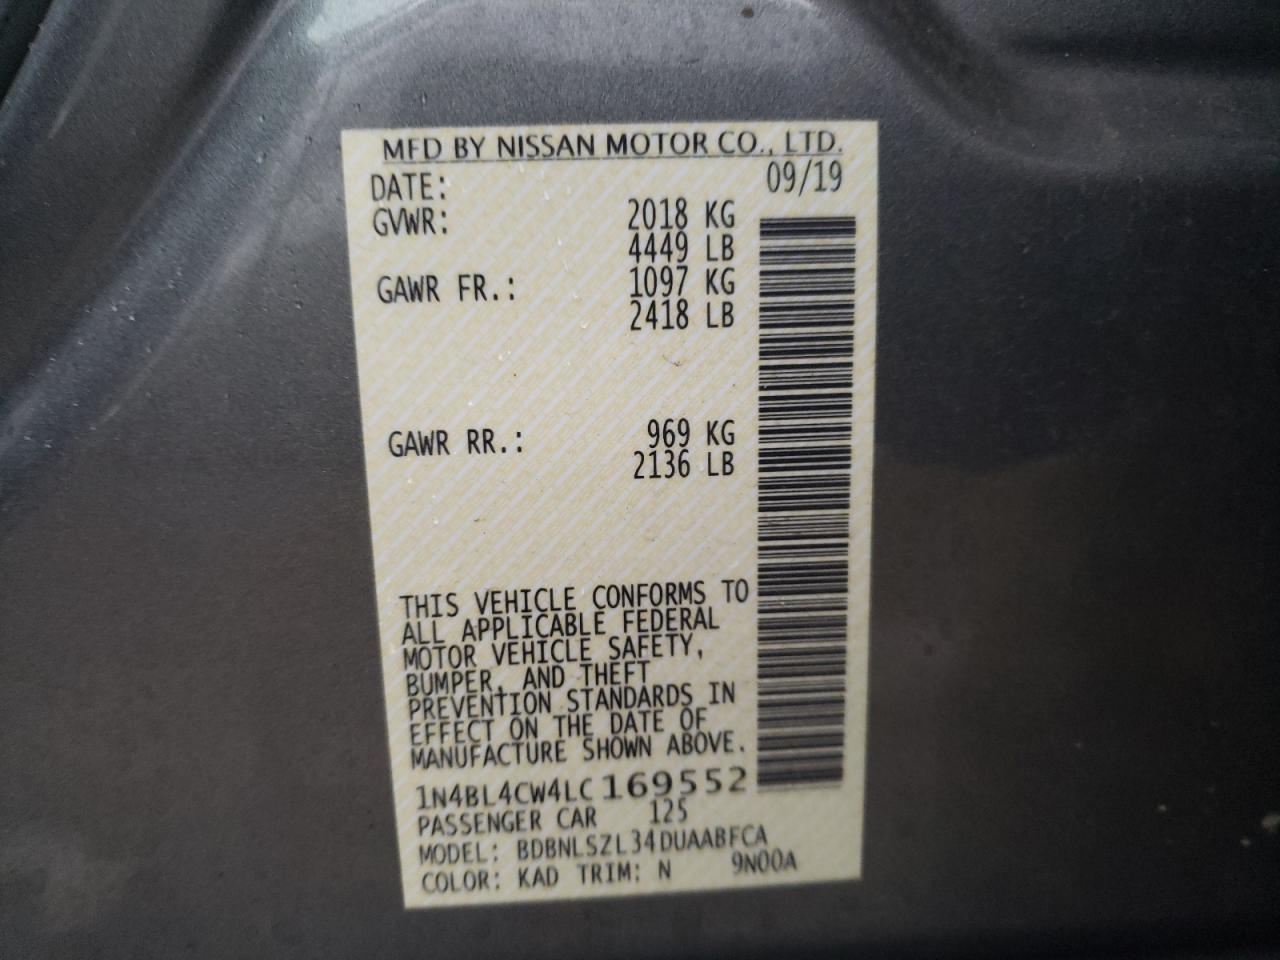 MFD BY NISSAN MOTOR CO., LTD.
DATE: 09/19
GVWR: 2018 KG
4449 LB
GAWR FR.: 1097 KG
2418 LB
GAWR RR.: 969 KG
2136 LB
THIS VEHICLE CONFORMS TO
ALL APPLICABLE FEDERAL
MOTOR VEHICLE SAFETY,
BUMPER, AND THEFT
PREVENTION STANDARDS IN
EFFECT ON THE DATE OF
MANUFACTURE SHOWN ABOVE.
1N4BL4CW4LC169552
PASSENGER CAR 125
MODEL: BDBNLSZL34DUAABFCA
COLOR: KAD TRIM: N 9N00A